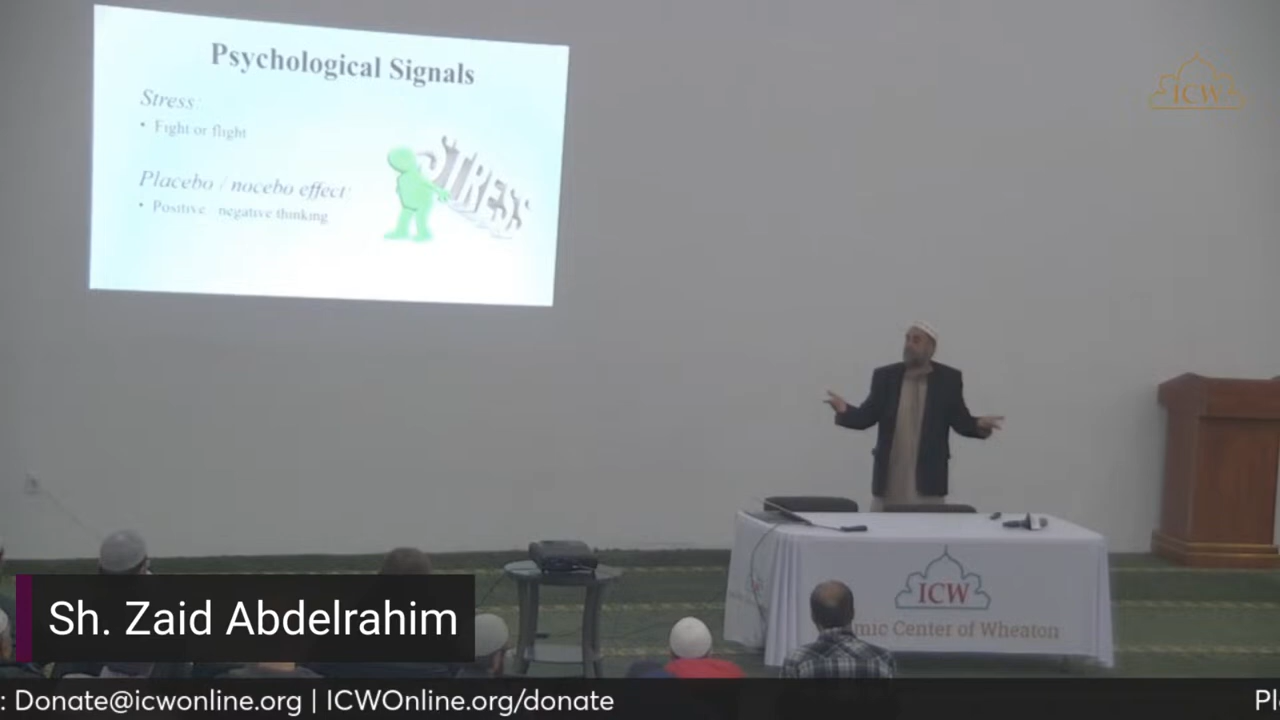 Psychological Signals
Stress:
• Fight or flight
STRESS
Placebo / nocebo effect:
• Positive negative thinking
ICW
ICW
mic Center of Wheaton
Sh. Zaid Abdelrahim
: Donate@icwonline.org | ICWOnline.org/donate
Pl